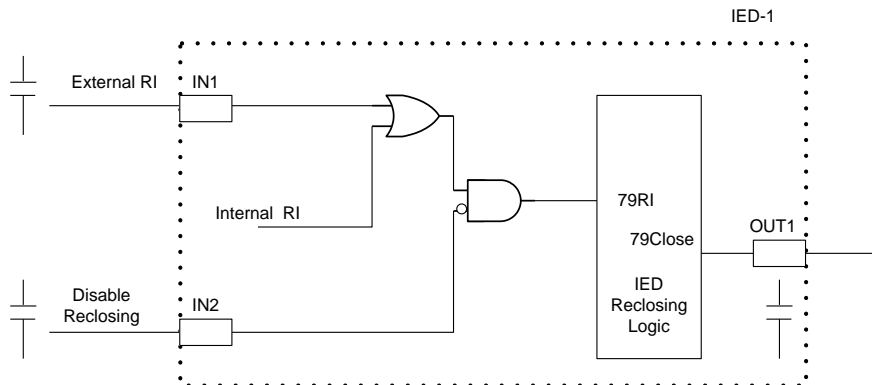 IED-1
External RI
IN1
Internal RI
79RI
79Close
OUT1
IED
Reclosing
Logic
Disable
Reclosing
IN2